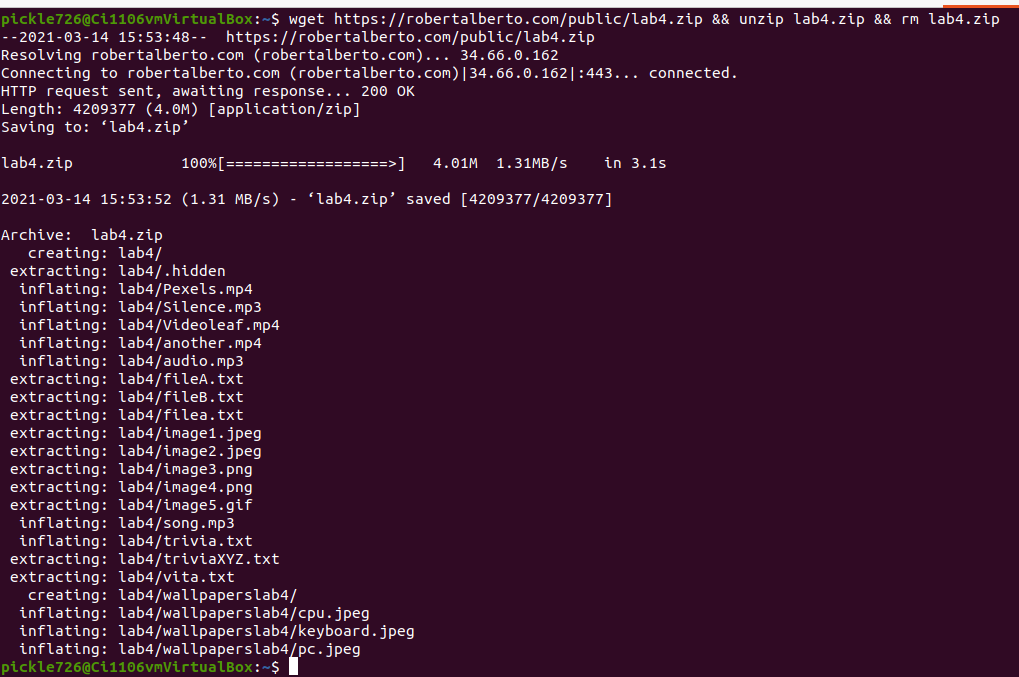 pickle726@Ci1106vmVirtualBox:~$ wget https://robertalberto.com/public/lab4.zip && unzip lab4.zip && rm lab4.zip
--2021-03-14 15:53:48--  https://robertalberto.com/public/lab4.zip
Resolving robertalberto.com (robertalberto.com)... 34.66.0.162
Connecting to robertalberto.com (robertalberto.com)|34.66.0.162|:443... connected.
HTTP request sent, awaiting response... 200 OK
Length: 4209377 (4.0M) [application/zip]
Saving to: ‘lab4.zip’
lab4.zip            100%[==================>]   4.01M  1.31MB/s    in 3.1s
2021-03-14 15:53:52 (1.31 MB/s) - ‘lab4.zip’ saved [4209377/4209377]
Archive:  lab4.zip
   creating: lab4/
 extracting: lab4/.hidden
  inflating: lab4/Pexels.mp4
  inflating: lab4/Silence.mp3
  inflating: lab4/Videoleaf.mp4
  inflating: lab4/another.mp4
  inflating: lab4/audio.mp3
 extracting: lab4/fileA.txt
 extracting: lab4/fileB.txt
 extracting: lab4/filea.txt
 extracting: lab4/image1.jpeg
 extracting: lab4/image2.jpeg
 extracting: lab4/image3.png
 extracting: lab4/image4.png
 extracting: lab4/image5.gif
  inflating: lab4/song.mp3
  inflating: lab4/trivia.txt
 extracting: lab4/triviaXYZ.txt
 extracting: lab4/vita.txt
   creating: lab4/wallpaperslab4/
  inflating: lab4/wallpaperslab4/cpu.jpeg
  inflating: lab4/wallpaperslab4/keyboard.jpeg
  inflating: lab4/wallpaperslab4/pc.jpeg
pickle726@Ci1106vmVirtualBox:~$